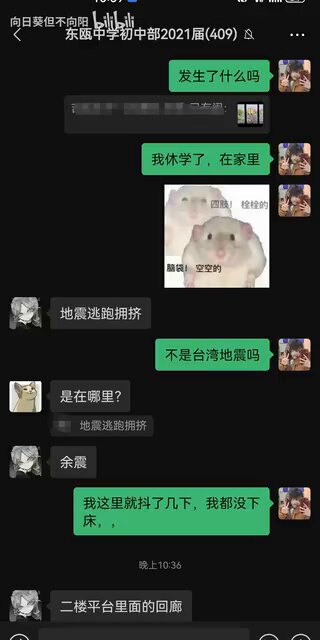 向日葵但不向阳 bilibili
东瓯中学初中部2021届(409)
发生了什么吗
我休学了，在家里
四肢！ 栓栓的
脑袋！ 空空的
地震逃跑拥挤
不是台湾地震吗
是在哪里？
地震逃跑拥挤
余震
我这里就抖了几下，我都没下
床，，
晚上10:36
二楼平台里面的回廊